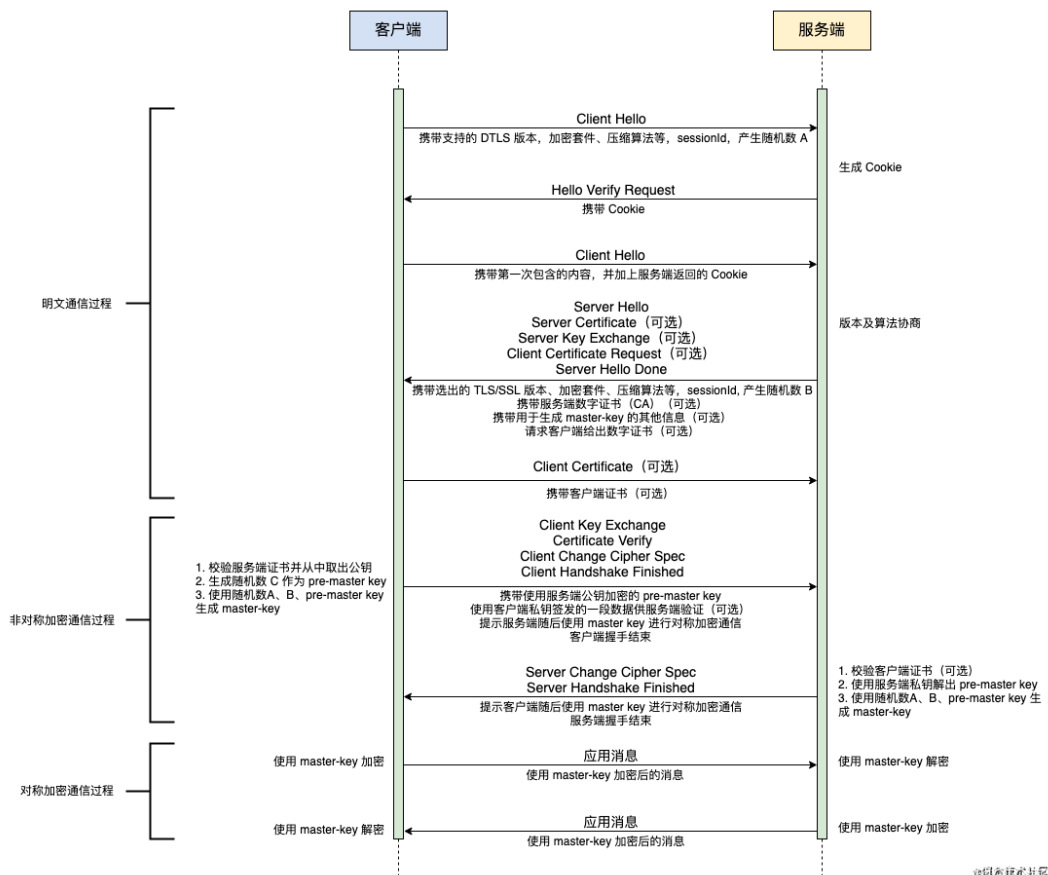 客户端
服务端
Client Hello
携带支持的 DTLS 版本，加密套件、压缩算法等，sessionId，产生随机数 A
生成 Cookie
Hello Verify Request
携带 Cookie
Client Hello
携带第一次包含的内容，并加上服务端返回的 Cookie
明文通信过程
Server Hello
Server Certificate（可选）
Server Key Exchange（可选）
Client Certificate Request（可选）
Server Hello Done
版本及算法协商
携带选出的 TLS/SSL 版本、加密套件、压缩算法等，sessionId, 产生随机数 B
携带服务端数字证书（CA）（可选）
携带用于生成 master-key 的其他信息（可选）
请求客户端给出数字证书（可选）
Client Certificate（可选）
携带客户端证书（可选）
非对称加密通信过程
1. 校验服务端证书并从中取出公钥
2. 生成随机数 C 作为 pre-master key
3. 使用随机数A、B、pre-master key
生成 master-key
Client Key Exchange
Certificate Verify
Client Change Cipher Spec
Client Handshake Finished
携带使用服务端公钥加密的 pre-master key
使用客户端私钥签发的一段数据供服务端验证（可选）
提示服务端随后使用 master key 进行对称加密通信
客户端握手结束
Server Change Cipher Spec
Server Handshake Finished
提示客户端随后使用 master key 进行对称加密通信
服务端握手结束
1. 校验客户端证书（可选）
2. 使用服务端私钥解出 pre-master key
3. 使用随机数A、B、pre-master key 生
成 master-key
对称加密通信过程
使用 master-key 加密
应用消息
使用 master-key 加密后的消息
使用 master-key 解密
使用 master-key 解密
应用消息
使用 master-key 加密后的消息
使用 master-key 加密